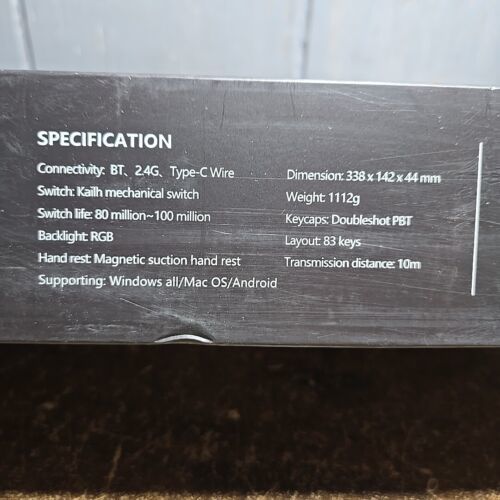 SPECIFICATION
Connectivity: BT、2.4G、Type-C Wire
Switch: Kailh mechanical switch
Switch life: 80 million~100 million
Backlight: RGB
Hand rest: Magnetic suction hand rest
Supporting: Windows all/Mac OS/Android
Dimension: 338 x 142 x 44 mm
Weight: 1112g
Keycaps: Doubleshot PBT
Layout: 83 keys
Transmission distance: 10m